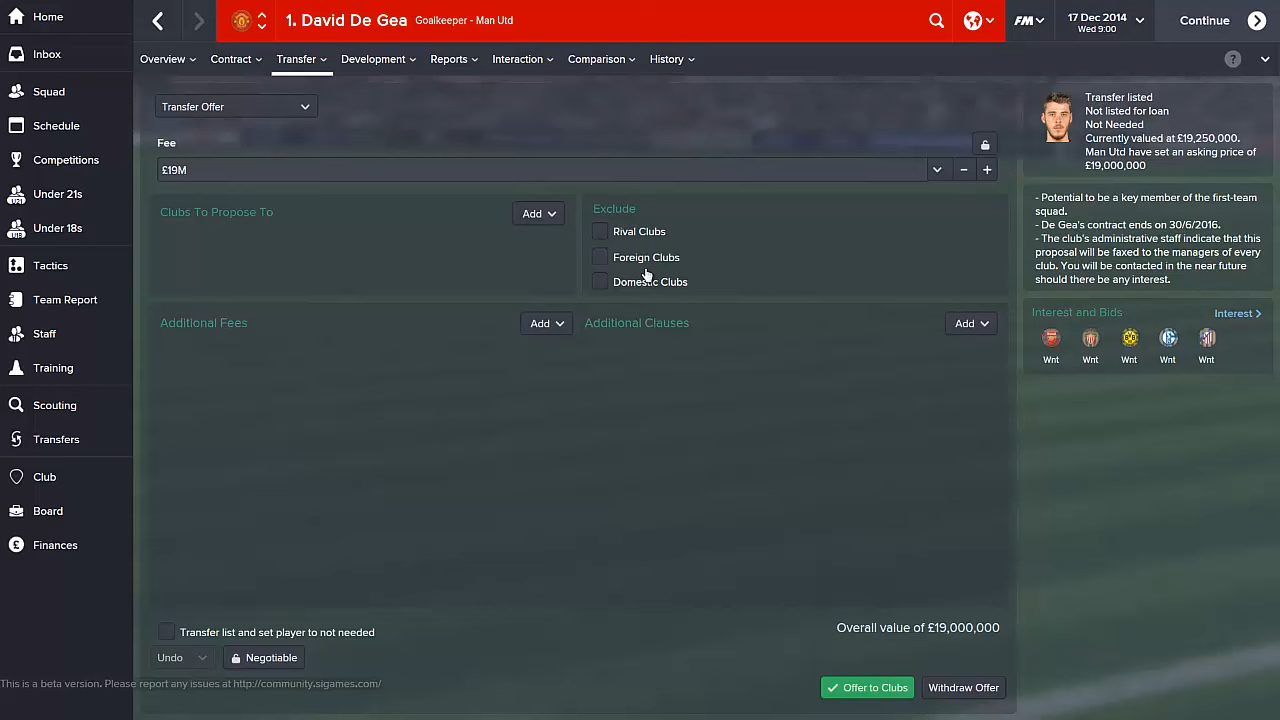 Home
Inbox
Squad
Schedule
Competitions
Under 21s
Under 18s
Tactics
Team Report
Staff
Training
Scouting
Transfers
Club
Board
Finances
1. David De Gea Goalkeeper - Man Utd
FM
17 Dec 2014
Wed 9:00
Continue
Overview Contract Transfer Development Reports Interaction Comparison History
?
Transfer Offer
Fee
£19M
Clubs To Propose To
Add
Exclude
Rival Clubs
Foreign Clubs
Domestic Clubs
Additional Fees
Add
Additional Clauses
Add
Transfer list and set player to not needed
Overall value of £19,000,000
Undo
Negotiable
Offer to Clubs
Withdraw Offer
This is a beta version. Please report any issues at http://community.sigames.com/
Transfer listed
Not listed for loan
Not Needed
Currently valued at £19,250,000.
Man Utd have set an asking price of
£19,000,000
- Potential to be a key member of the first-team
squad.
- De Gea's contract ends on 30/6/2016.
- The club's administrative staff indicate that this
proposal will be faxed to the managers of every
club. You will be contacted in the near future
should there be any interest.
Interest and Bids
Interest >
Wnt Wnt Wnt Wnt Wnt